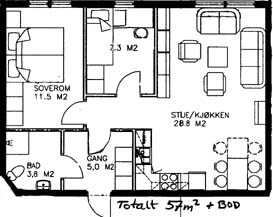 7.3 M2
SOVEROM
11.5 M2
STUE/KJØKKEN
28.8 M2
BAD
3,8 M2
GANG
5,0 M2
Totalt 57m² + BOD